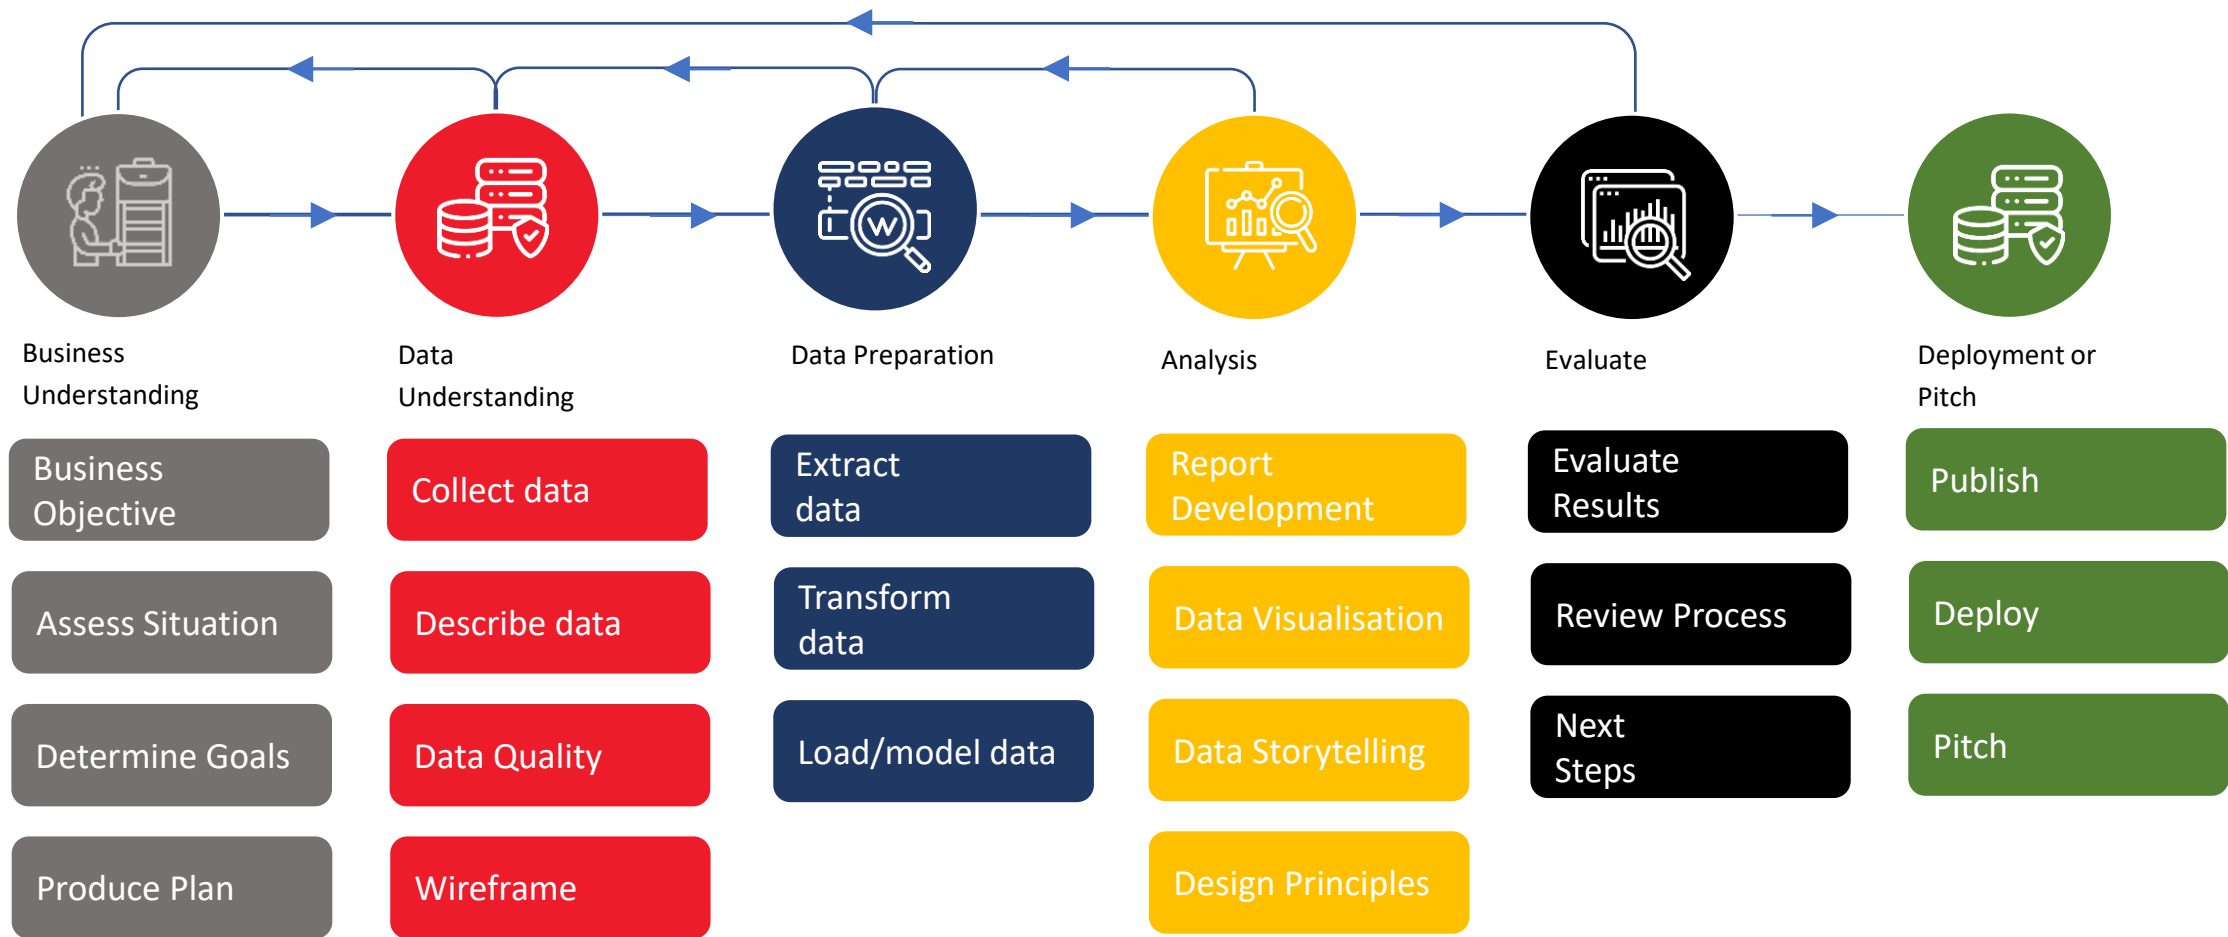 W
Business
Understanding
Data
Understanding
Data Preparation
Analysis
Evaluate
Deployment or
Pitch
Business
Objective
Assess Situation
Determine Goals
Produce Plan
Collect data
Describe data
Data Quality
Wireframe
Extract
data
Transform
data
Load/model data
Report
Development
Data Visualisation
Data Storytelling
Design Principles
Evaluate
Results
Review Process
Next
Steps
Publish
Deploy
Pitch